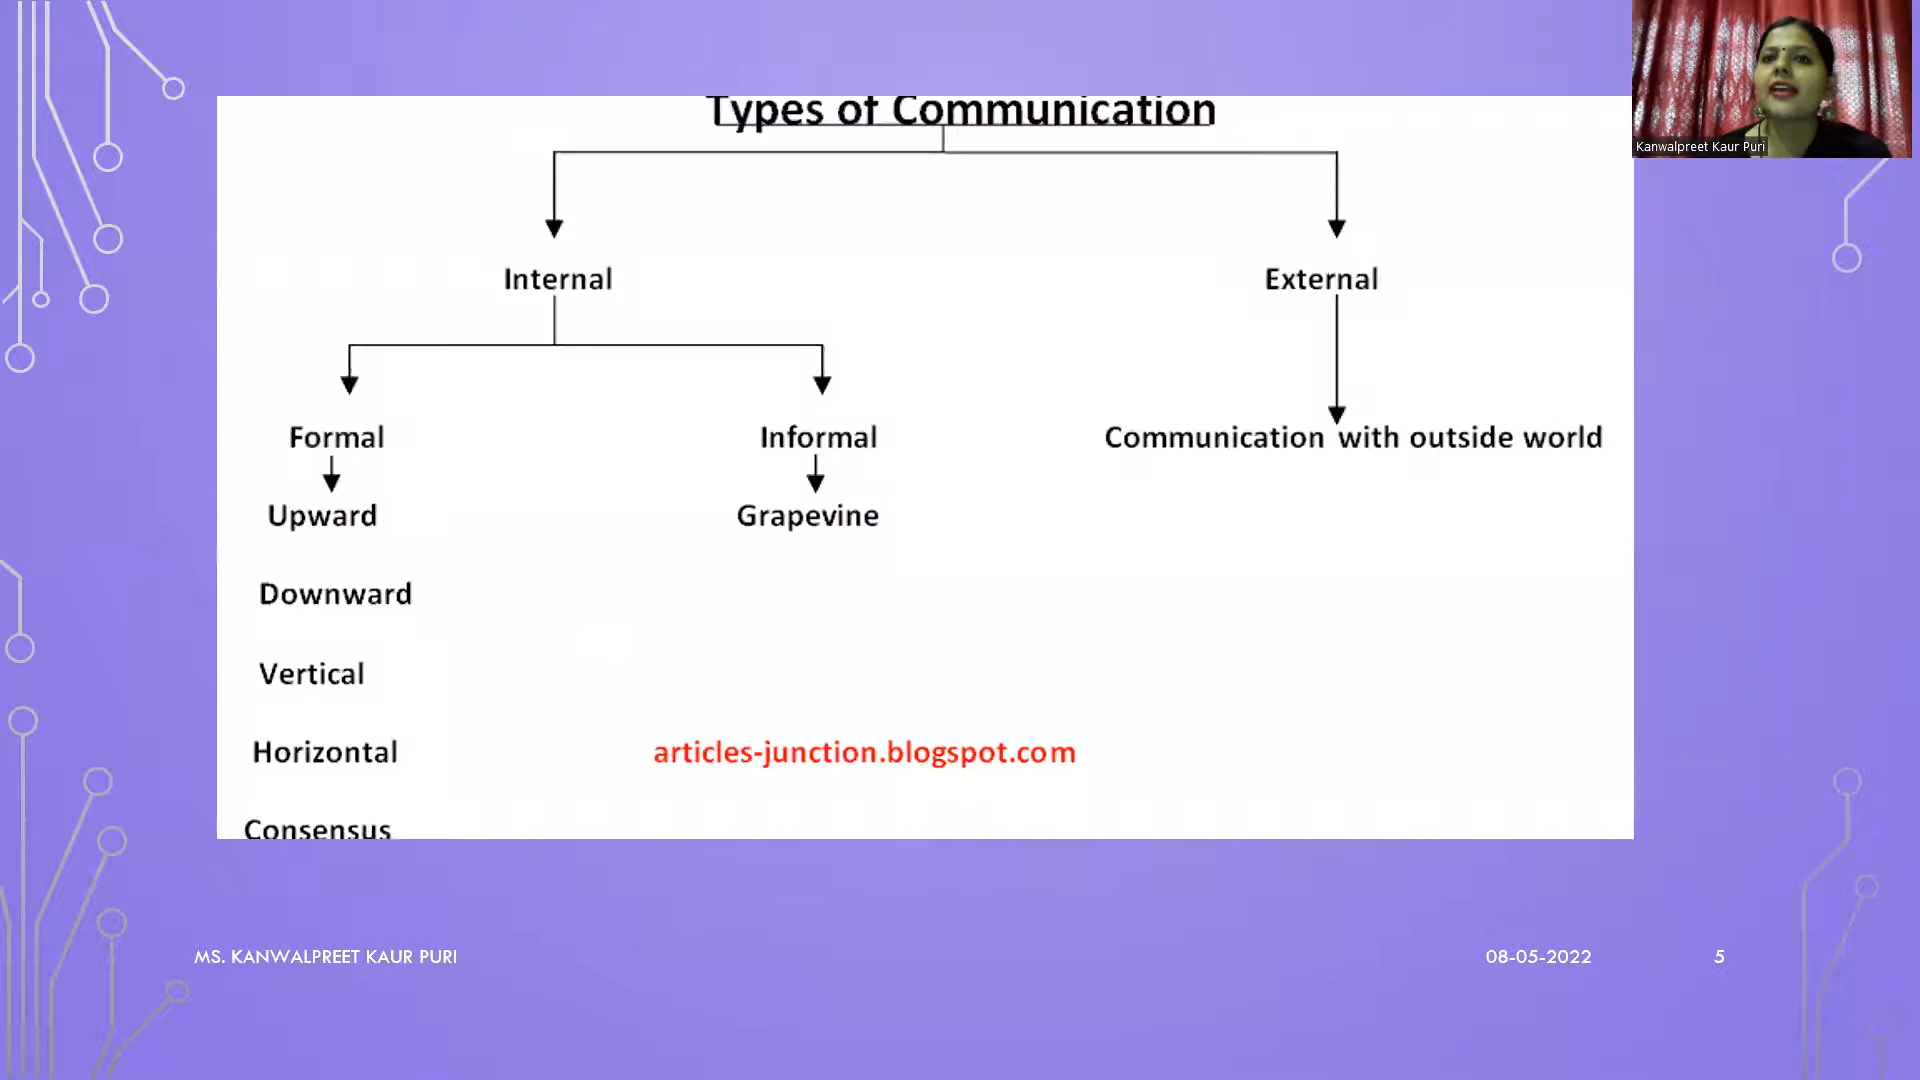 Types of Communication
Kanwalpreet Kaur Puri
Internal
External
Formal
Informal
Communication with outside world
Upward
Grapevine
Downward
Vertical
Horizontal
articles-junction.blogspot.com
Consensus
MS. KANWALPREET KAUR PURI
08-05-2022
5